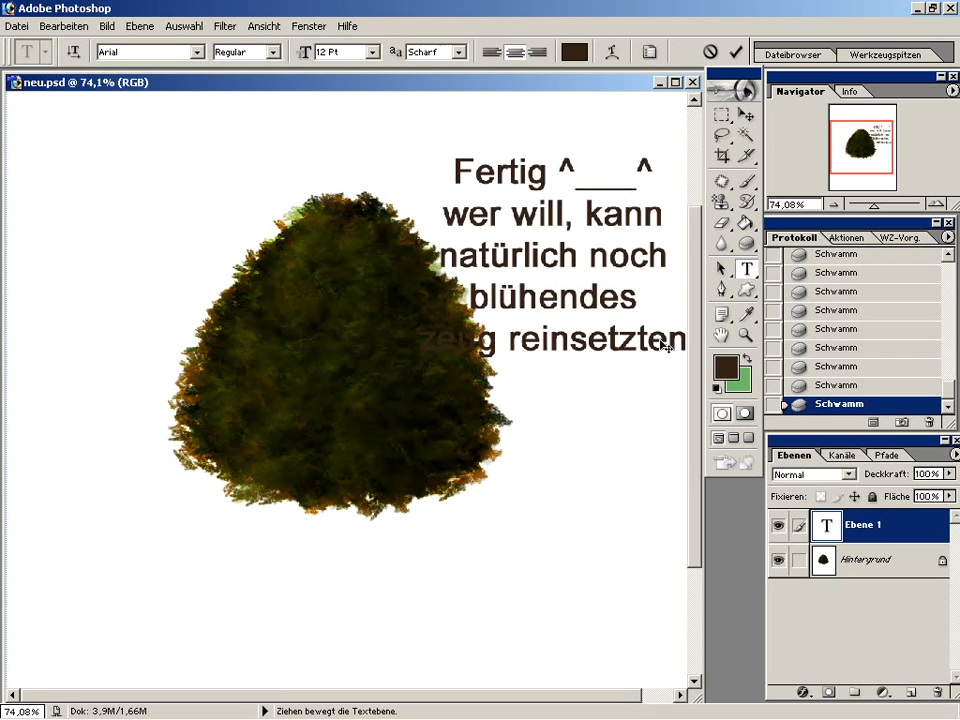 Adobe Photoshop
Datei Bearbeiten Bild Ebene Auswahl Filter Ansicht Fenster Hilfe
T T Arial Regular T 12 Pt aa Scharf Dateibrowser Werkzeugspitzen
neu.psd @ 74,1% (RGB)
Navigator Info
74,08%
Fertig ^___^
wer will, kann
natürlich noch
blühendes
zeug reinsetzten
Protokoll Aktionen WZ-Vorg.
Schwamm
Schwamm
Schwamm
Schwamm
Schwamm
Schwamm
Schwamm
Schwamm
Schwamm
Ebenen Kanäle Pfade
Normal Deckkraft: 100%
Fixieren: Fläche 100%
T Ebene 1
Hintergrund
74,08% Dok: 3,9M/1,66M Ziehen bewegt die Textebene.